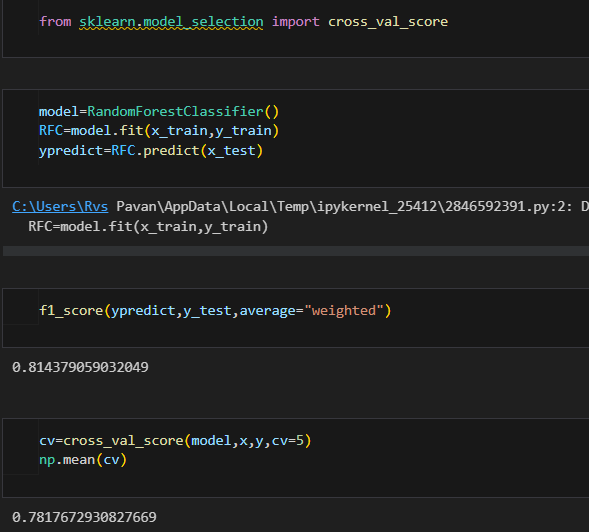 from sklearn.model_selection import cross_val_score
model=RandomForestClassifier()
RFC=model.fit(x_train,y_train)
ypredict=RFC.predict(x_test)
C:\Users\Rvs Pavan\AppData\Local\Temp\ipykernel_25412\2846592391.py:2: D
RFC=model.fit(x_train,y_train)
f1_score(ypredict,y_test,average="weighted")
0.814379059032049
cv=cross_val_score(model,x,y,cv=5)
np.mean(cv)
0.7817672930827669